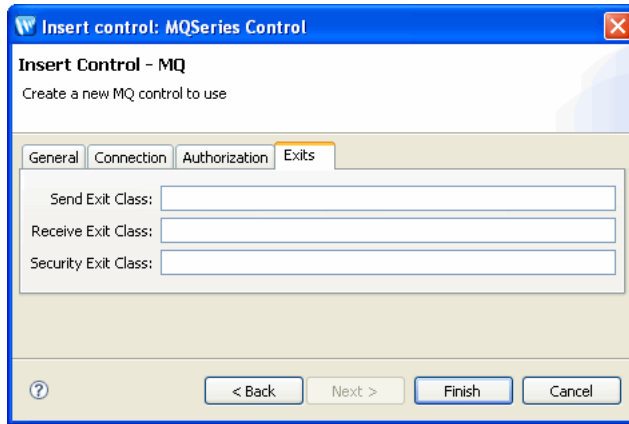 Insert control: MQSeries Control
Insert Control - MQ
Create a new MQ control to use
General Connection Authorization Exits
Send Exit Class:
Receive Exit Class:
Security Exit Class:
? < Back Next > Finish Cancel